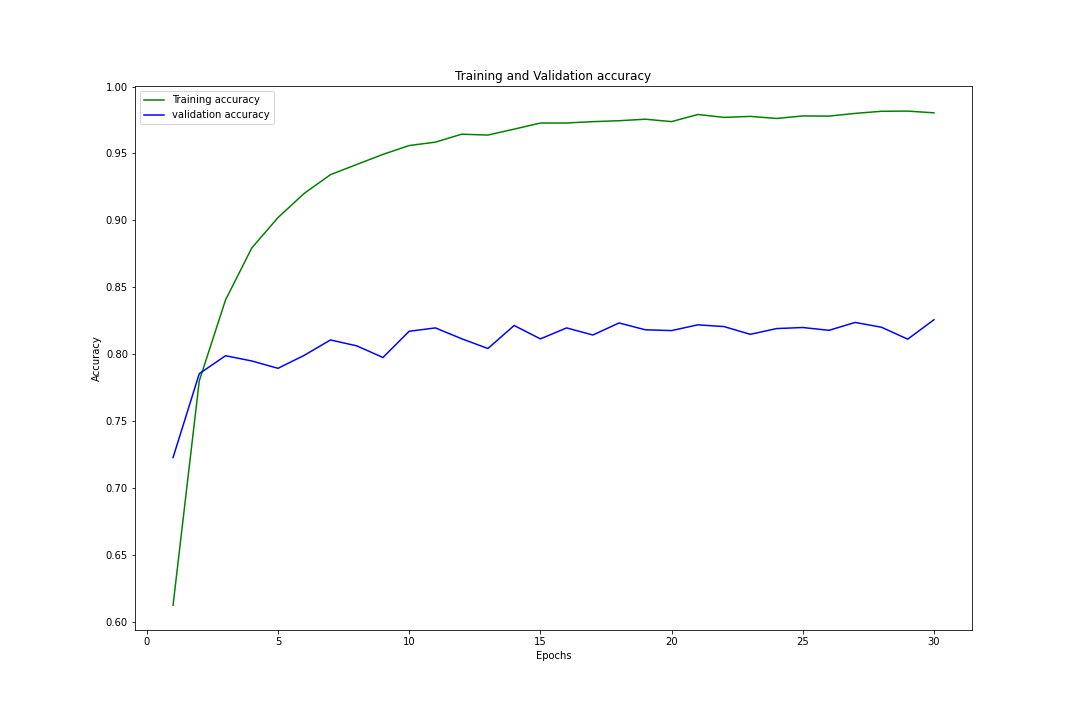 Training and Validation accuracy
Training accuracy
validation accuracy
1.00
0.95
0.90
0.85
0.80
0.75
0.70
0.65
0.60
Accuracy
0 5 10 15 20 25 30
Epochs